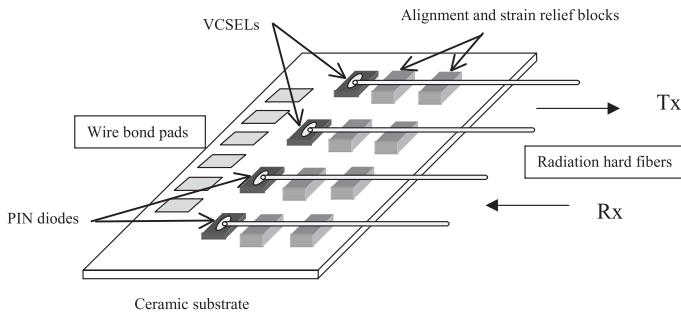 VCSELs
Alignment and strain relief blocks
Tx
Wire bond pads
Radiation hard fibers
PIN diodes
Rx
Ceramic substrate